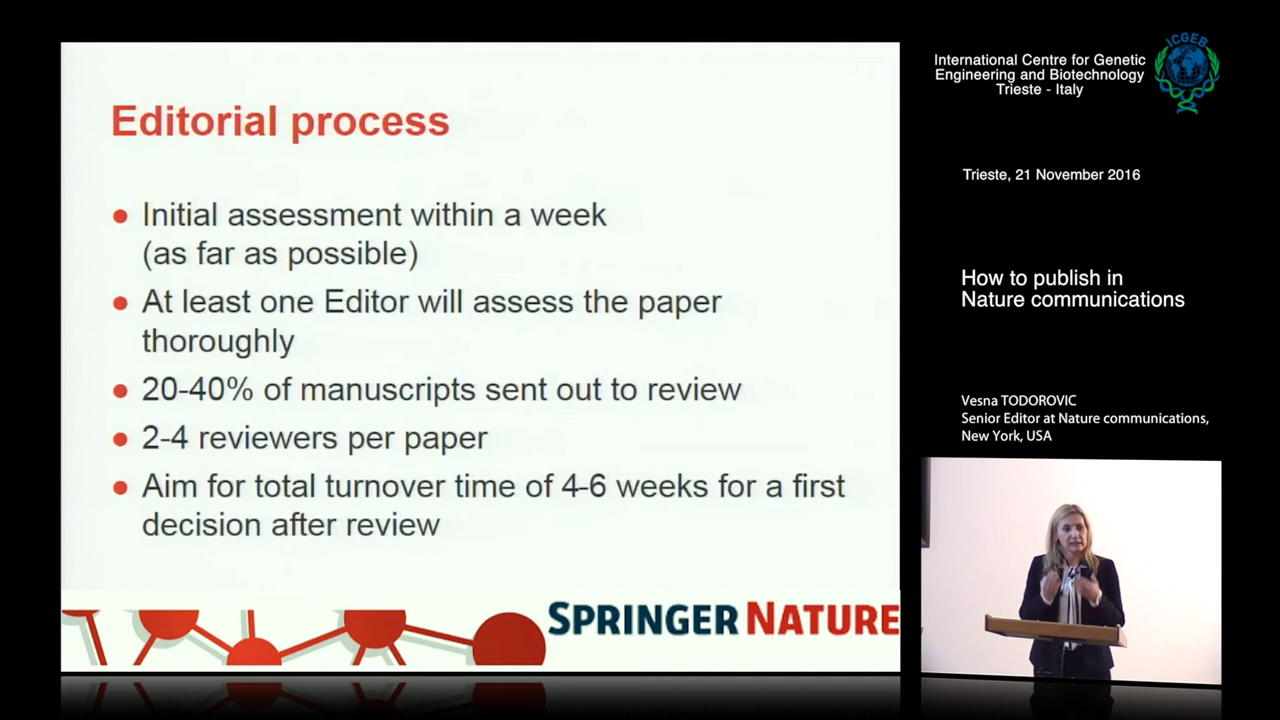 Editorial process
● Initial assessment within a week
(as far as possible)
● At least one Editor will assess the paper
thoroughly
● 20-40% of manuscripts sent out to review
● 2-4 reviewers per paper
● Aim for total turnover time of 4-6 weeks for a first
decision after review
SPRINGER NATURE
International Centre for Genetic
Engineering and Biotechnology
Trieste - Italy
ICGEB
Trieste, 21 November 2016
How to publish in
Nature communications
Vesna TODOROVIC
Senior Editor at Nature communications,
New York, USA